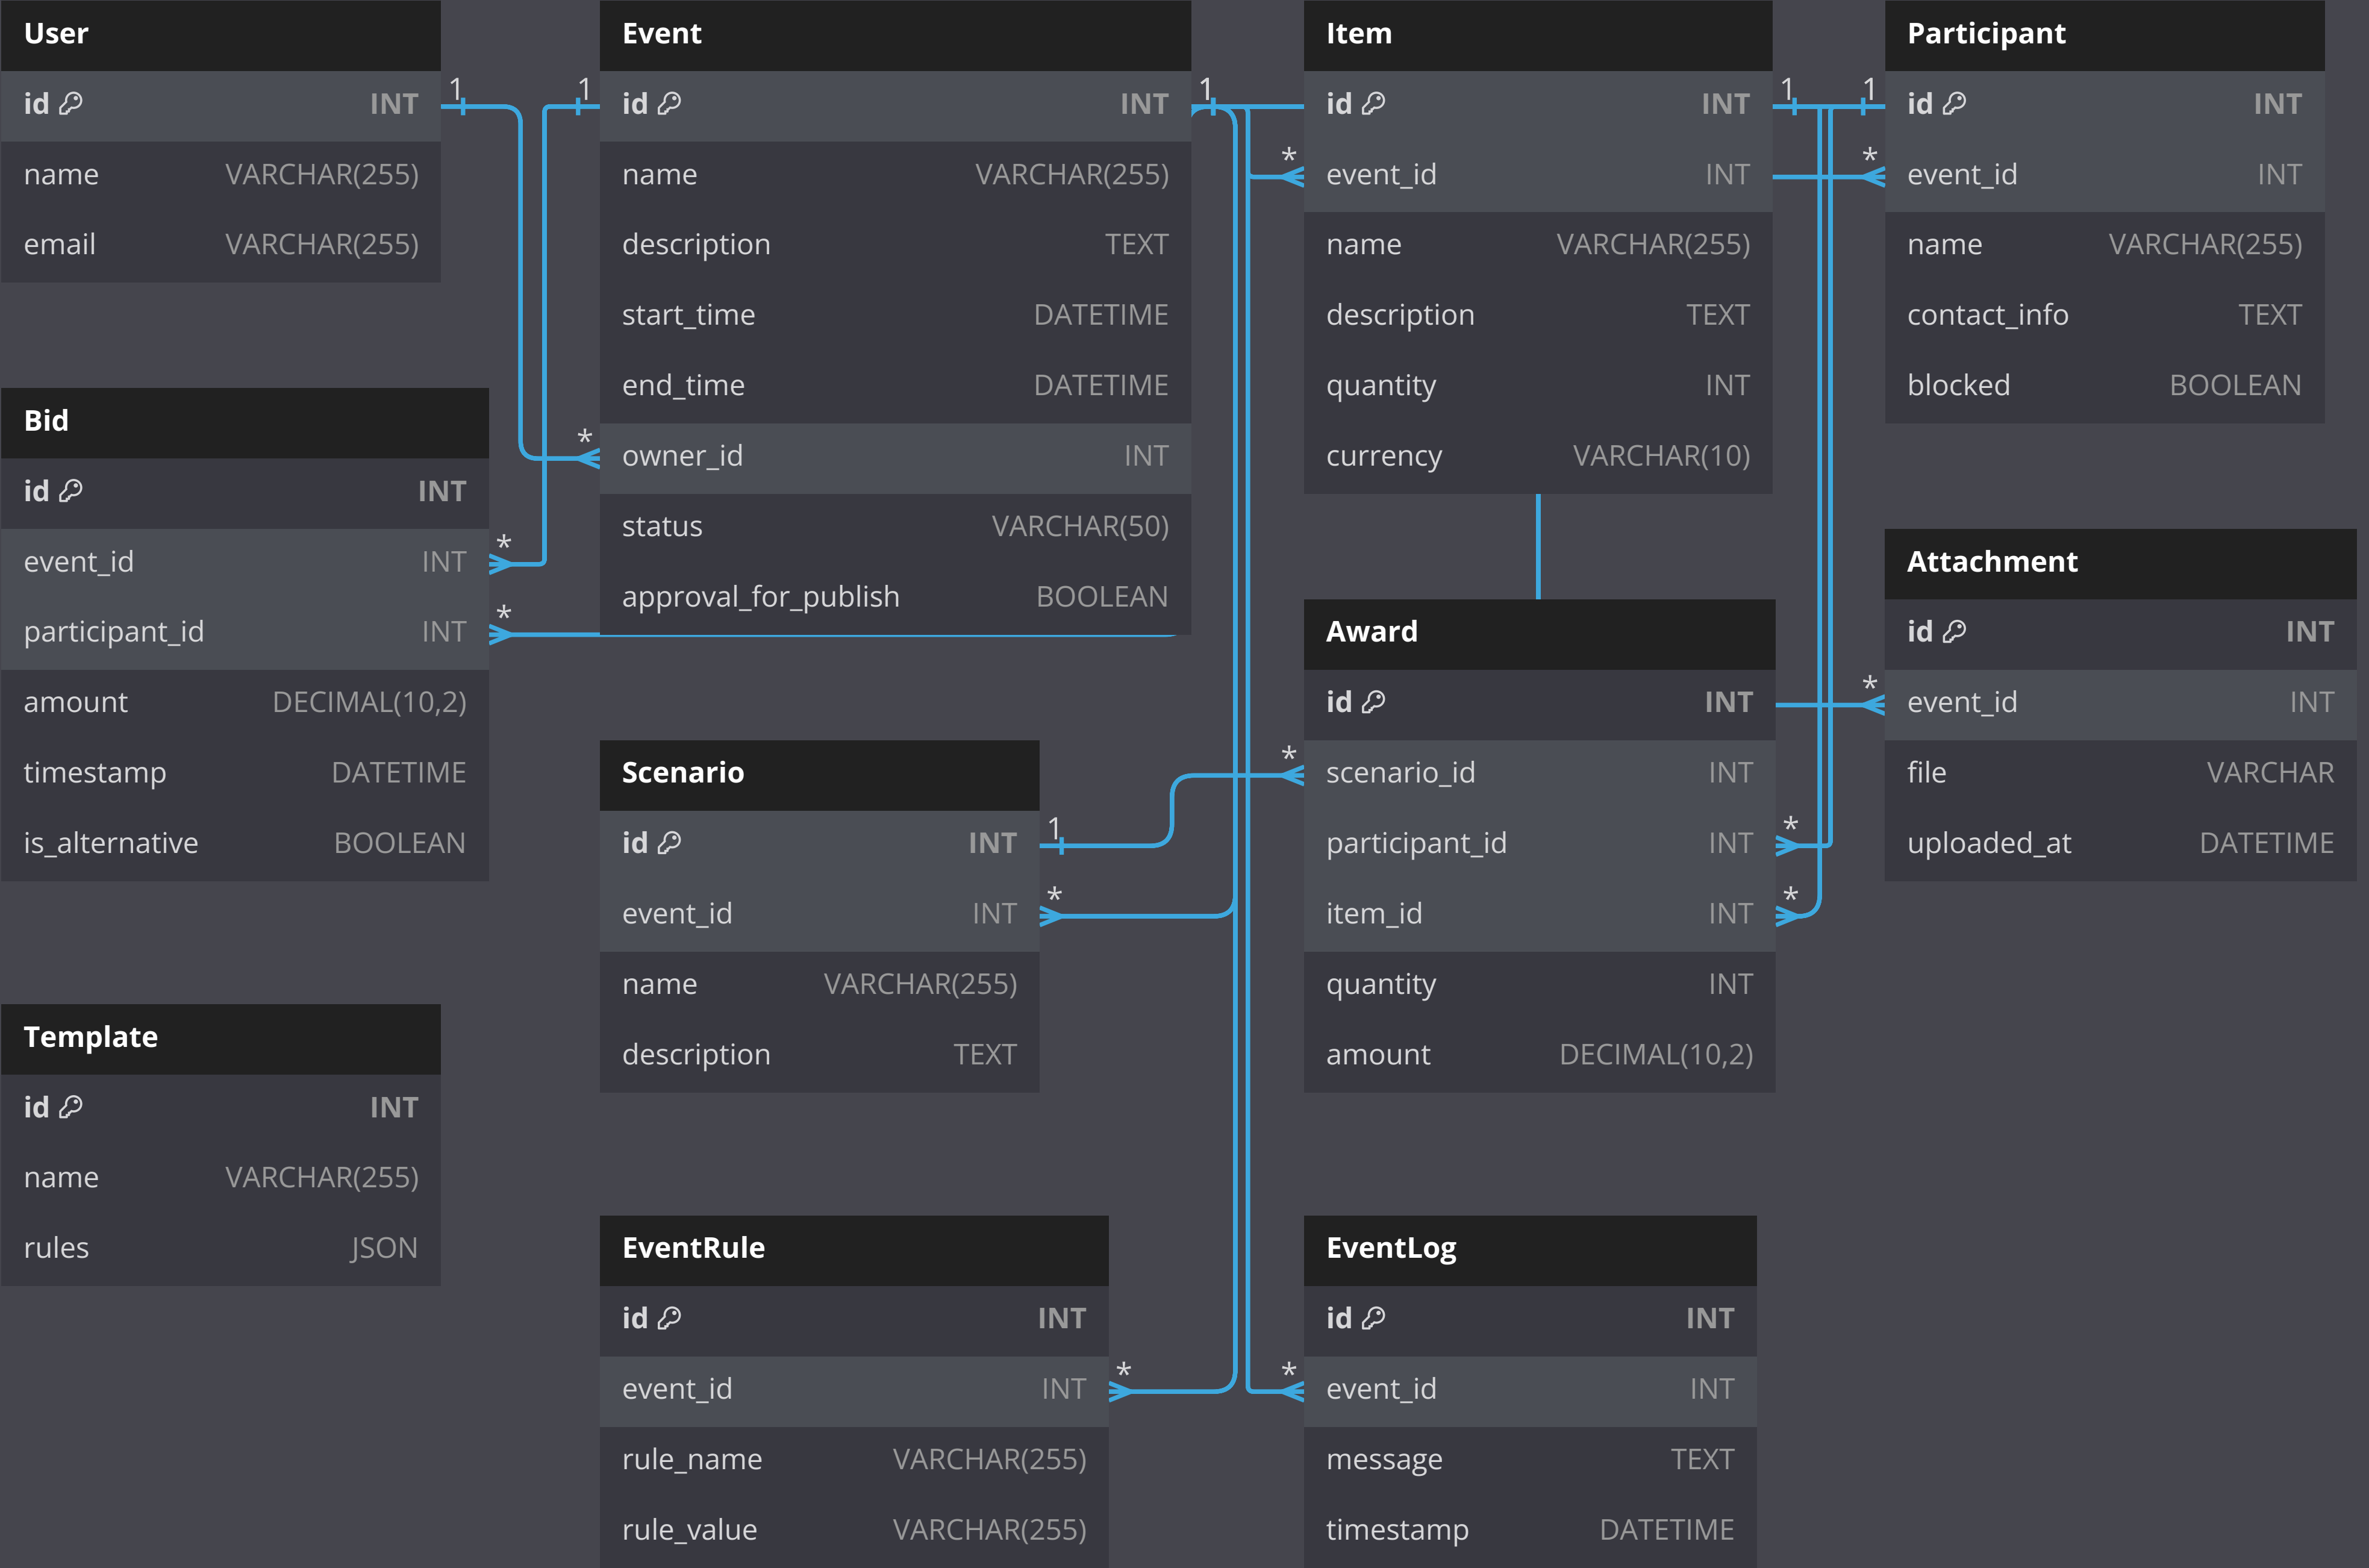 User
id INT
name VARCHAR(255)
email VARCHAR(255)
1
1
Event
id INT
name VARCHAR(255)
description TEXT
start_time DATETIME
end_time DATETIME
owner_id INT
status VARCHAR(50)
approval_for_publish BOOLEAN
*
1
*
Item
id INT
event_id INT
name VARCHAR(255)
description TEXT
quantity INT
currency VARCHAR(10)
1
1
*
Participant
id INT
event_id INT
name VARCHAR(255)
contact_info TEXT
blocked BOOLEAN
Bid
id INT
event_id INT
participant_id INT
amount DECIMAL(10,2)
timestamp DATETIME
is_alternative BOOLEAN
*
*
Scenario
id INT
event_id INT
name VARCHAR(255)
description TEXT
1
*
*
Award
id INT
scenario_id INT
participant_id INT
item_id INT
quantity INT
amount DECIMAL(10,2)
*
*
*
Attachment
id INT
event_id INT
file VARCHAR
uploaded_at DATETIME
Template
id INT
name VARCHAR(255)
rules JSON
EventRule
id INT
event_id INT
rule_name VARCHAR(255)
rule_value VARCHAR(255)
*
*
EventLog
id INT
event_id INT
message TEXT
timestamp DATETIME